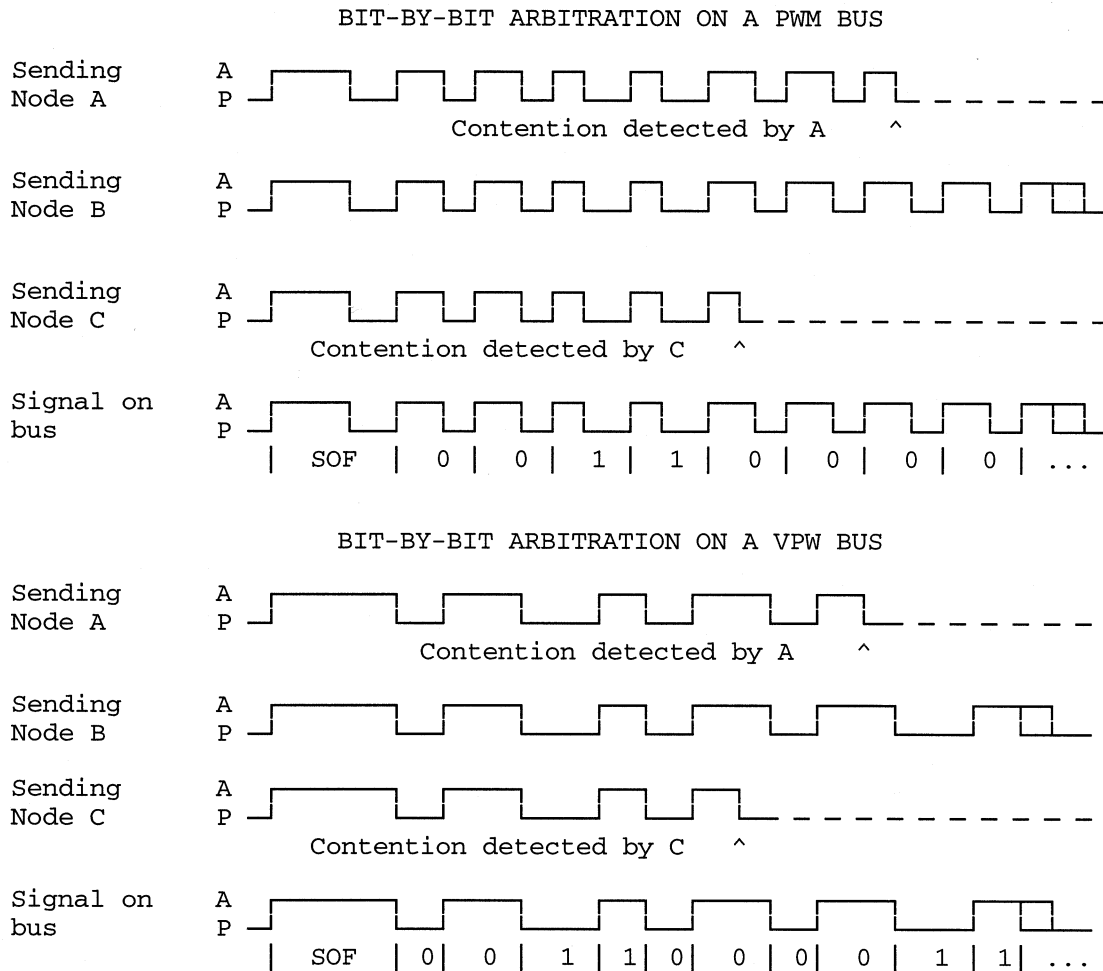 BIT-BY-BIT ARBITRATION ON A PWM BUS
Sending A
Node A P
Contention detected by A ^
Sending A
Node B P
Sending A
Node C P
Contention detected by C ^
Signal on A
bus P
| SOF | 0 | 0 | 1 | 1 | 0 | 0 | 0 | 0 | ...
BIT-BY-BIT ARBITRATION ON A VPW BUS
Sending A
Node A P
Contention detected by A ^
Sending A
Node B P
Sending A
Node C P
Contention detected by C ^
Signal on A
bus P
| SOF | 0 | 0 | 1 | 1 | 0 | 0 | 0 | 0 | 1 | 1 | ...